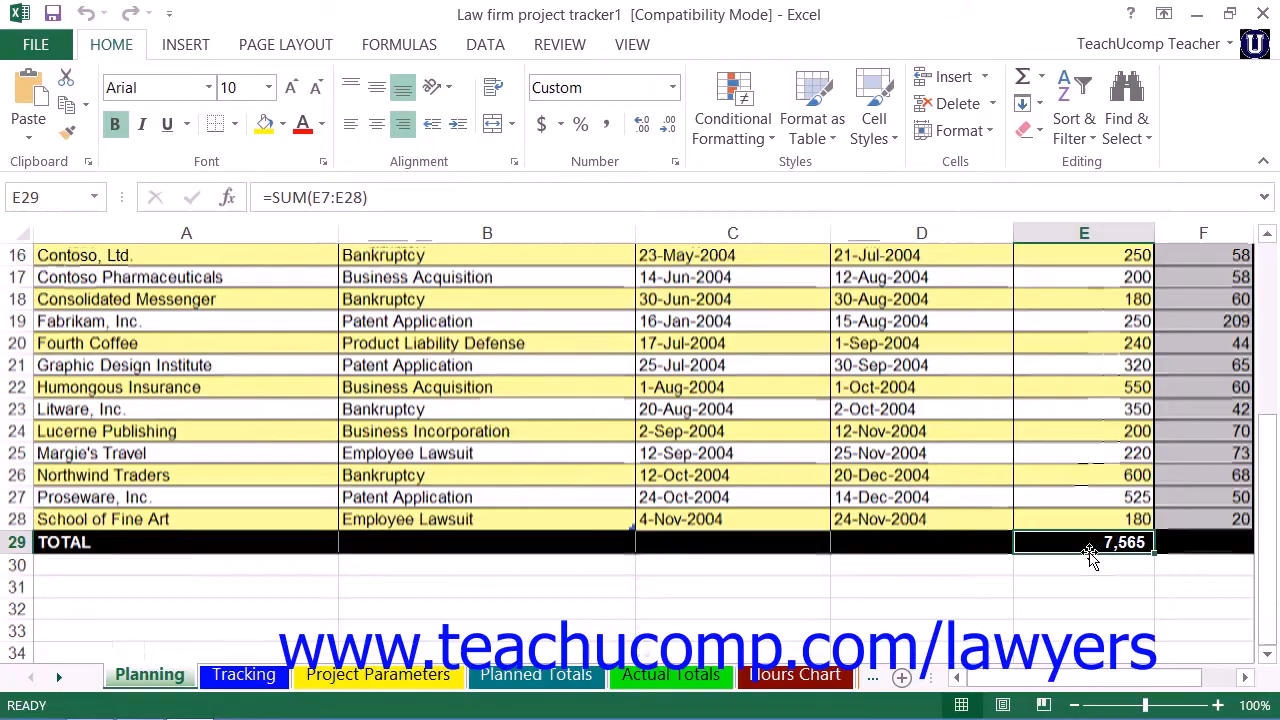 Law firm project tracker1 [Compatibility Mode] - Excel
?
FILE HOME INSERT PAGE LAYOUT FORMULAS DATA REVIEW VIEW TeachUcomp Teacher U
Arial 10 Custom Insert
Paste B I U A $ % , Conditional Formatting Format as Table Cell Styles Delete Format Sort & Filter Find & Select
Clipboard Font Alignment Number Styles Cells Editing
E29 fx =SUM(E7:E28)
A B C D E F
16 Contoso, Ltd. Bankruptcy 23-May-2004 21-Jul-2004 250 58
17 Contoso Pharmaceuticals Business Acquisition 14-Jun-2004 12-Aug-2004 200 58
18 Consolidated Messenger Bankruptcy 30-Jun-2004 30-Aug-2004 180 60
19 Fabrikam, Inc. Patent Application 16-Jan-2004 15-Aug-2004 250 209
20 Fourth Coffee Product Liability Defense 17-Jul-2004 1-Sep-2004 240 44
21 Graphic Design Institute Patent Application 25-Jul-2004 30-Sep-2004 320 65
22 Humongous Insurance Business Acquisition 1-Aug-2004 1-Oct-2004 550 60
23 Litware, Inc. Bankruptcy 20-Aug-2004 2-Oct-2004 350 42
24 Lucerne Publishing Business Incorporation 2-Sep-2004 12-Nov-2004 200 70
25 Margie's Travel Employee Lawsuit 12-Sep-2004 25-Nov-2004 220 73
26 Northwind Traders Bankruptcy 12-Oct-2004 20-Dec-2004 600 68
27 Proseware, Inc. Patent Application 24-Oct-2004 14-Dec-2004 525 50
28 School of Fine Art Employee Lawsuit 4-Nov-2004 24-Nov-2004 180 20
29 TOTAL 7,565
30
31
32
33
34
www.teachucomp.com/lawyers
Planning Tracking Project Parameters Planned Totals Actual Totals Hours Chart ...
READY 100%